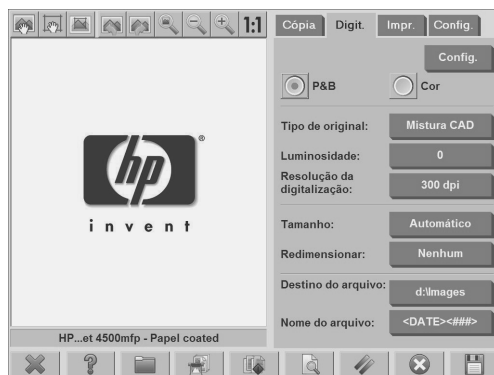 1:1
Cópia Digit. Impr. Config.
Config.
P&B Cor
Tipo de original: Mistura CAD
Luminosidade: 0
Resolução da
digitalização: 300 dpi
Tamanho: Automático
Redimensionar: Nenhum
Destino do arquivo: d:\Images
Nome do arquivo: <DATE><###>
hp®
invent
HP...et 4500mfp - Papel coated